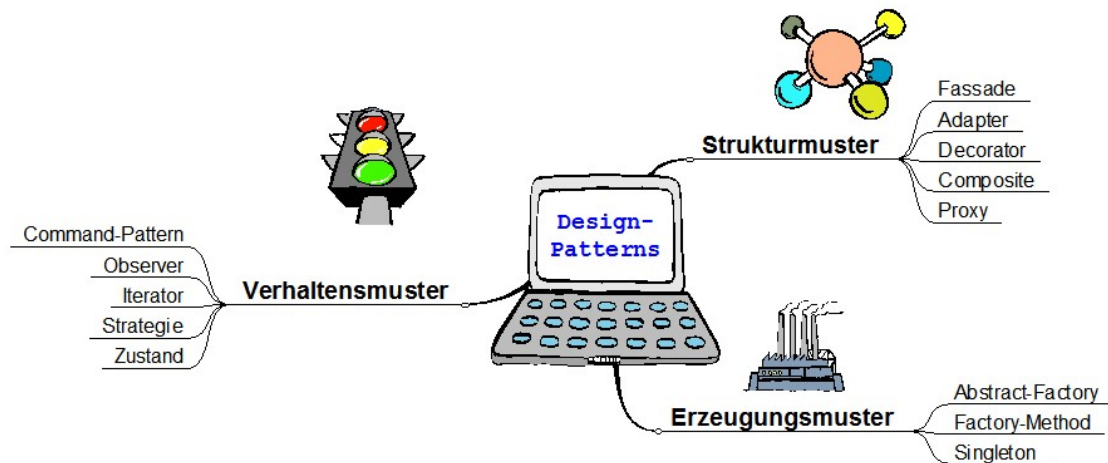 Design-
Patterns
Strukturmuster
Fassade
Adapter
Decorator
Composite
Proxy
Verhaltensmuster
Command-Pattern
Observer
Iterator
Strategie
Zustand
Erzeugungsmuster
Abstract-Factory
Factory-Method
Singleton